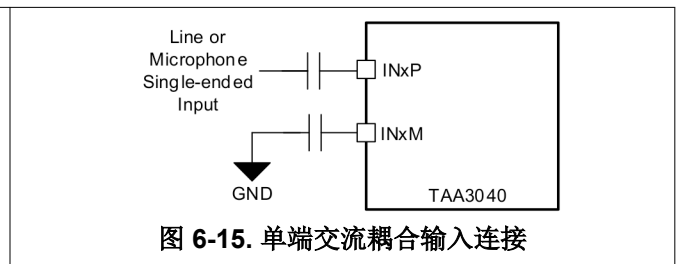 Line or
Microphone
Single-ended
Input
INxP
INxM
GND
TAA3040
图 6-15. 单端交流耦合输入连接